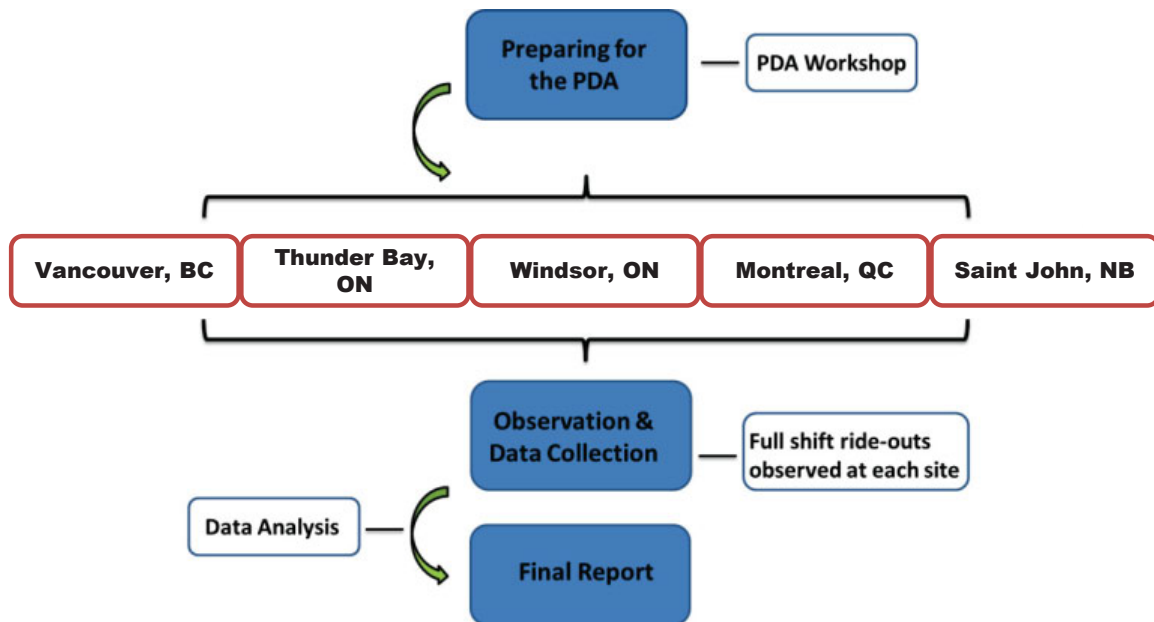 Preparing for
the PDA
PDA Workshop
Vancouver, BC
Thunder Bay,
ON
Windsor, ON
Montreal, QC
Saint John, NB
Observation &
Data Collection
Full shift ride-outs
observed at each site
Data Analysis
Final Report